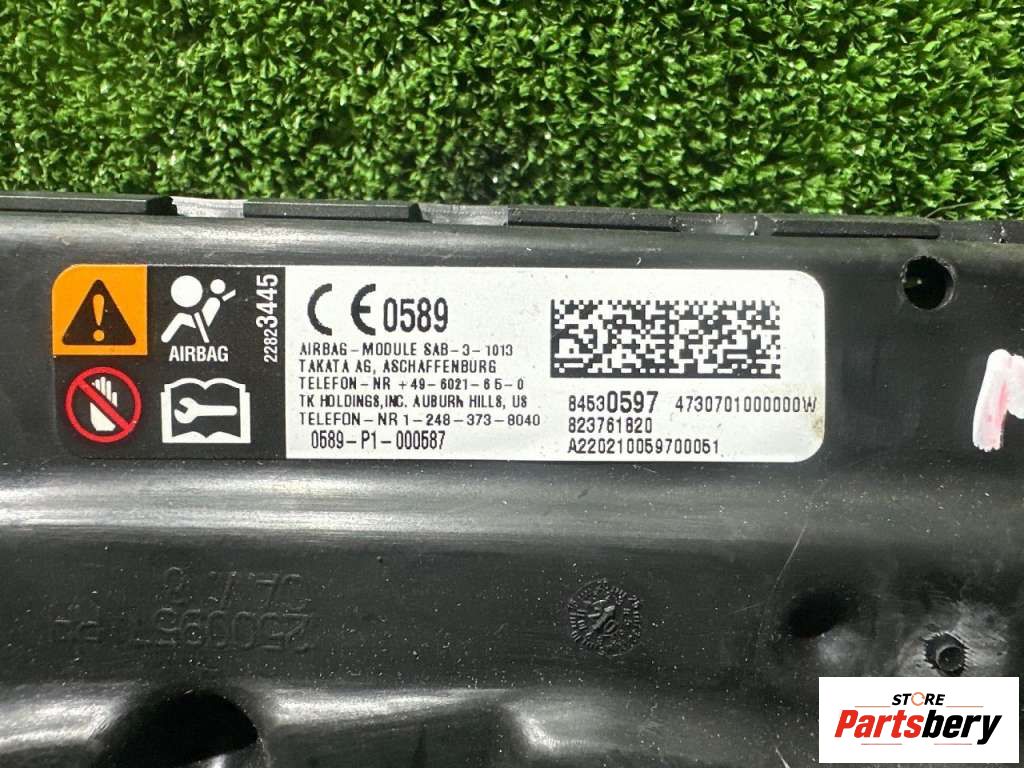 AIRBAG
22823445
CE 0589
AIRBAG-MODULE SAB-3-1013
TAKATA AG, ASCHAFFENBURG
TELEFON-NR +49-6021-65-0
TK HOLDINGS,INC. AUBURN HILLS, US
TELEFON-NR 1-248-373-8040
0589-P1-000587
84530597 4730701000000W
823761820
A220210059700051
STORE
Partsbery